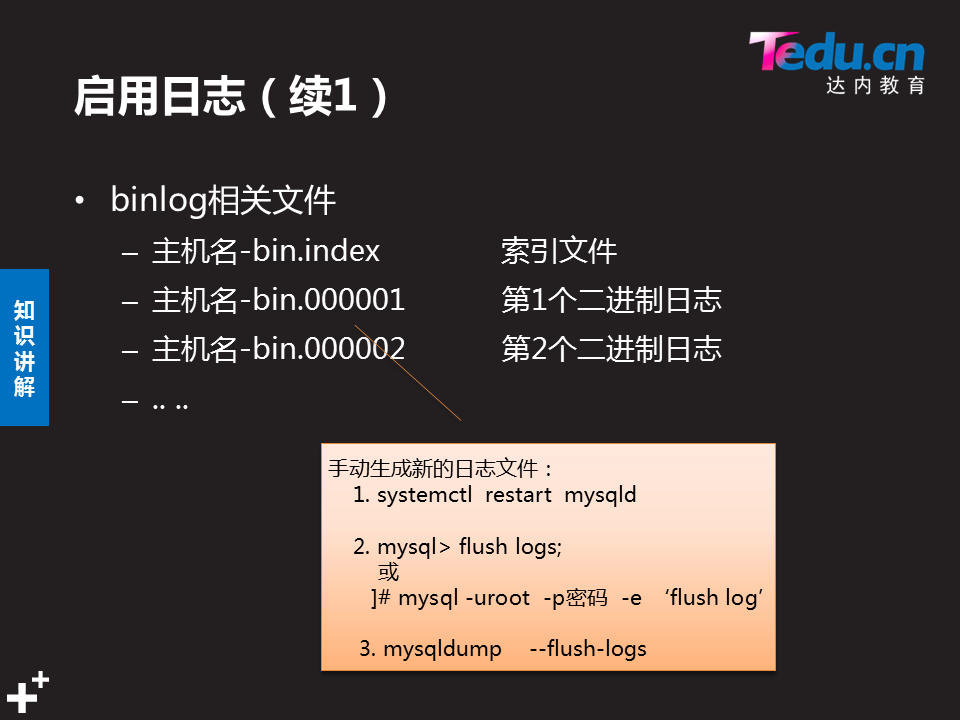 Tedu.cn
达内教育
启用日志（续1）
• binlog相关文件
– 主机名-bin.index 索引文件
– 主机名-bin.000001 第1个二进制日志
– 主机名-bin.000002 第2个二进制日志
– .. ..
知识讲解
手动生成新的日志文件：
1. systemctl restart mysqld
2. mysql> flush logs;
或
]# mysql -uroot -p密码 -e ‘flush log’
3. mysqldump --flush-logs